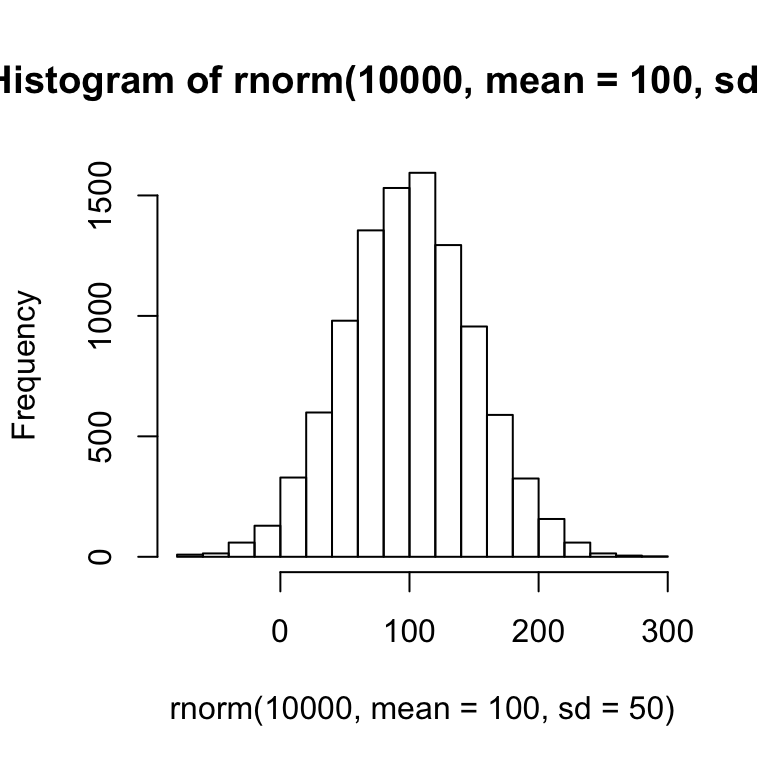 Histogram of rnorm(10000, mean = 100, sd
Frequency
1500
1000
500
0
0 100 200 300
rnorm(10000, mean = 100, sd = 50)